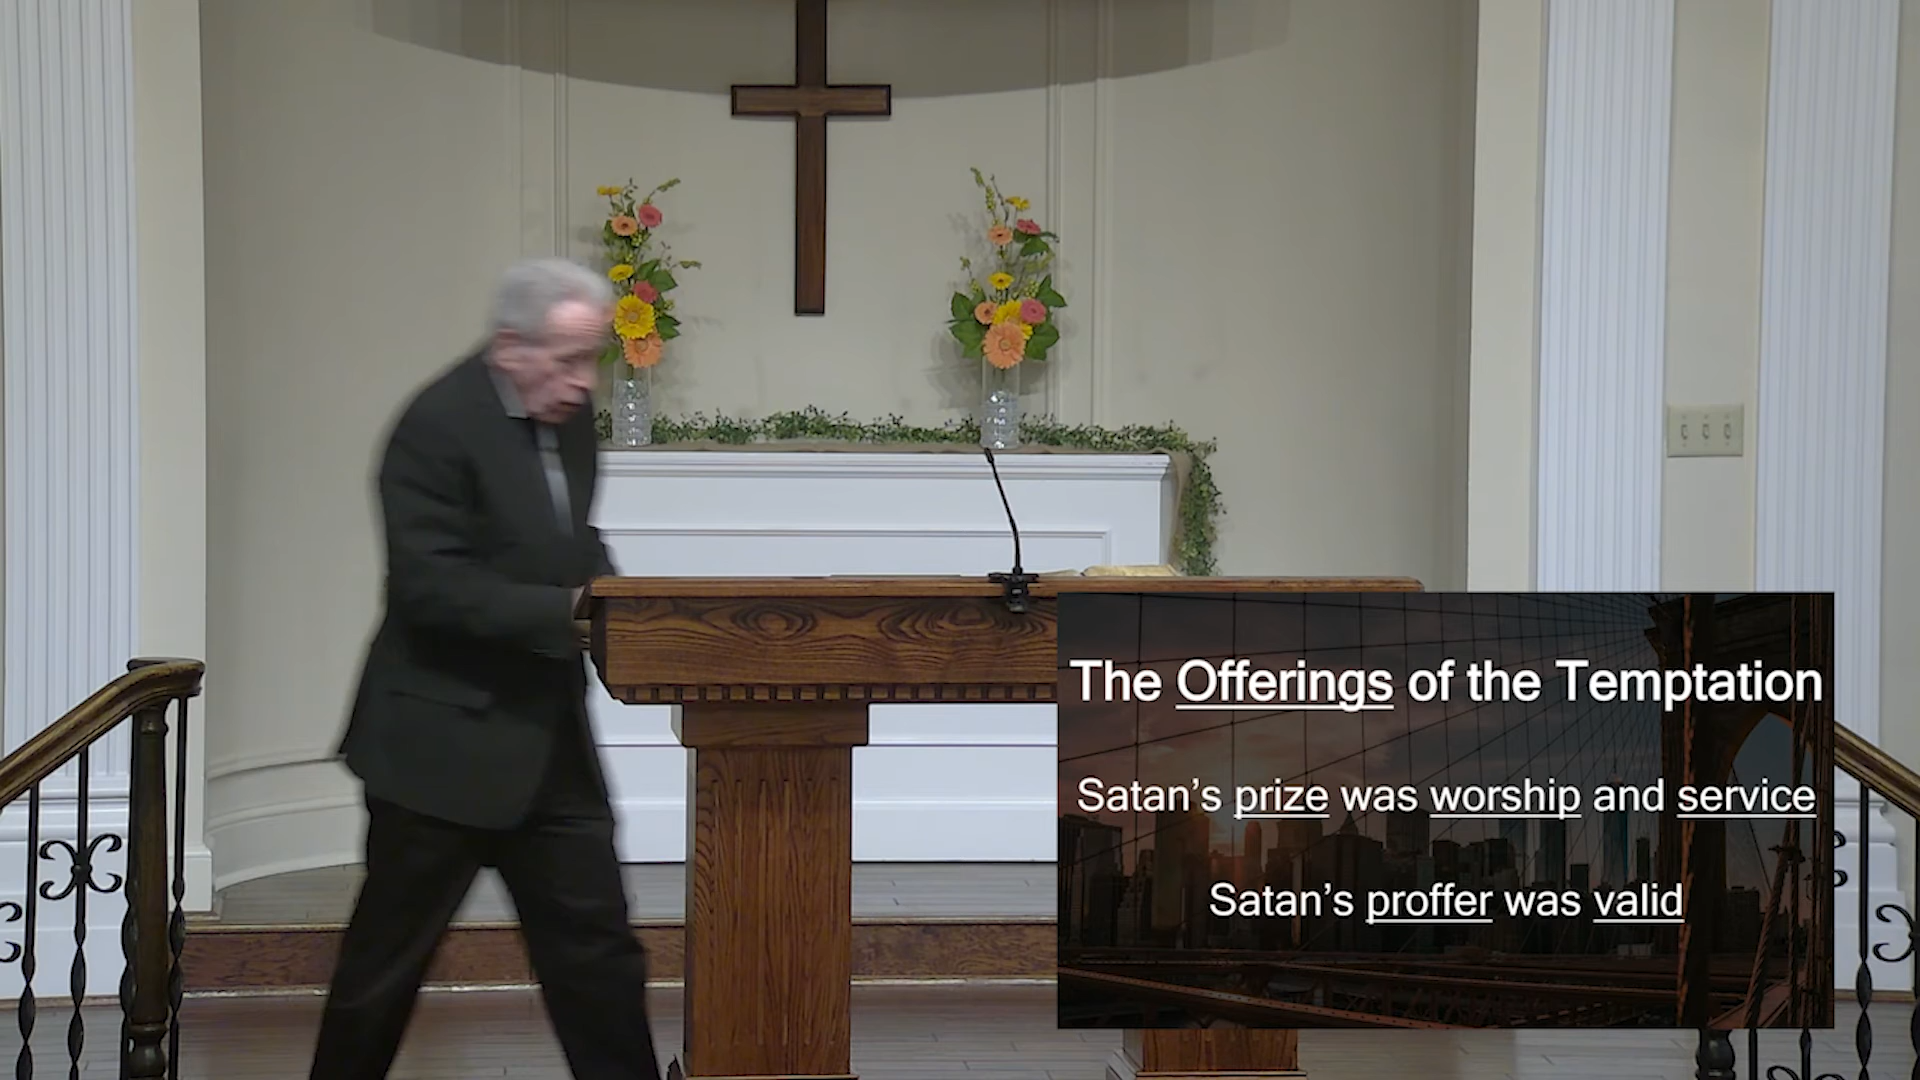 The Offerings of the Temptation
Satan’s prize was worship and service
Satan’s proffer was valid